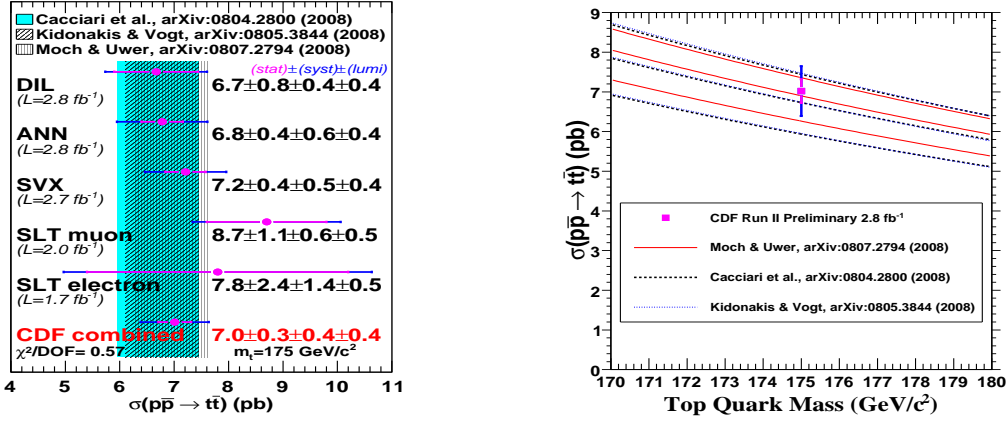 Cacciari et al., arXiv:0804.2800 (2008)
Kidonakis & Vogt, arXiv:0805.3844 (2008)
Moch & Uwer, arXiv:0807.2794 (2008)
(stat)±(syst)±(lumi)
DIL 6.7±0.8±0.4±0.4
(L=2.8 fb⁻¹)
ANN 6.8±0.4±0.6±0.4
(L=2.8 fb⁻¹)
SVX 7.2±0.4±0.5±0.4
(L=2.7 fb⁻¹)
SLT muon 8.7±1.1±0.6±0.5
(L=2.0 fb⁻¹)
SLT electron 7.8±2.4±1.4±0.5
(L=1.7 fb⁻¹)
CDF combined 7.0±0.3±0.4±0.4
χ²/DOF= 0.57 mₜ=175 GeV/c²
4 5 6 7 8 9 10 11
σ(pp̅ → tt̅) (pb)
σ(pp̅ → tt̅) (pb)
9
8
7
6
5
4
3
2
1
0
CDF Run II Preliminary 2.8 fb⁻¹
Moch & Uwer, arXiv:0807.2794 (2008)
Cacciari et al., arXiv:0804.2800 (2008)
Kidonakis & Vogt, arXiv:0805.3844 (2008)
170 171 172 173 174 175 176 177 178 179 180
Top Quark Mass (GeV/c²)